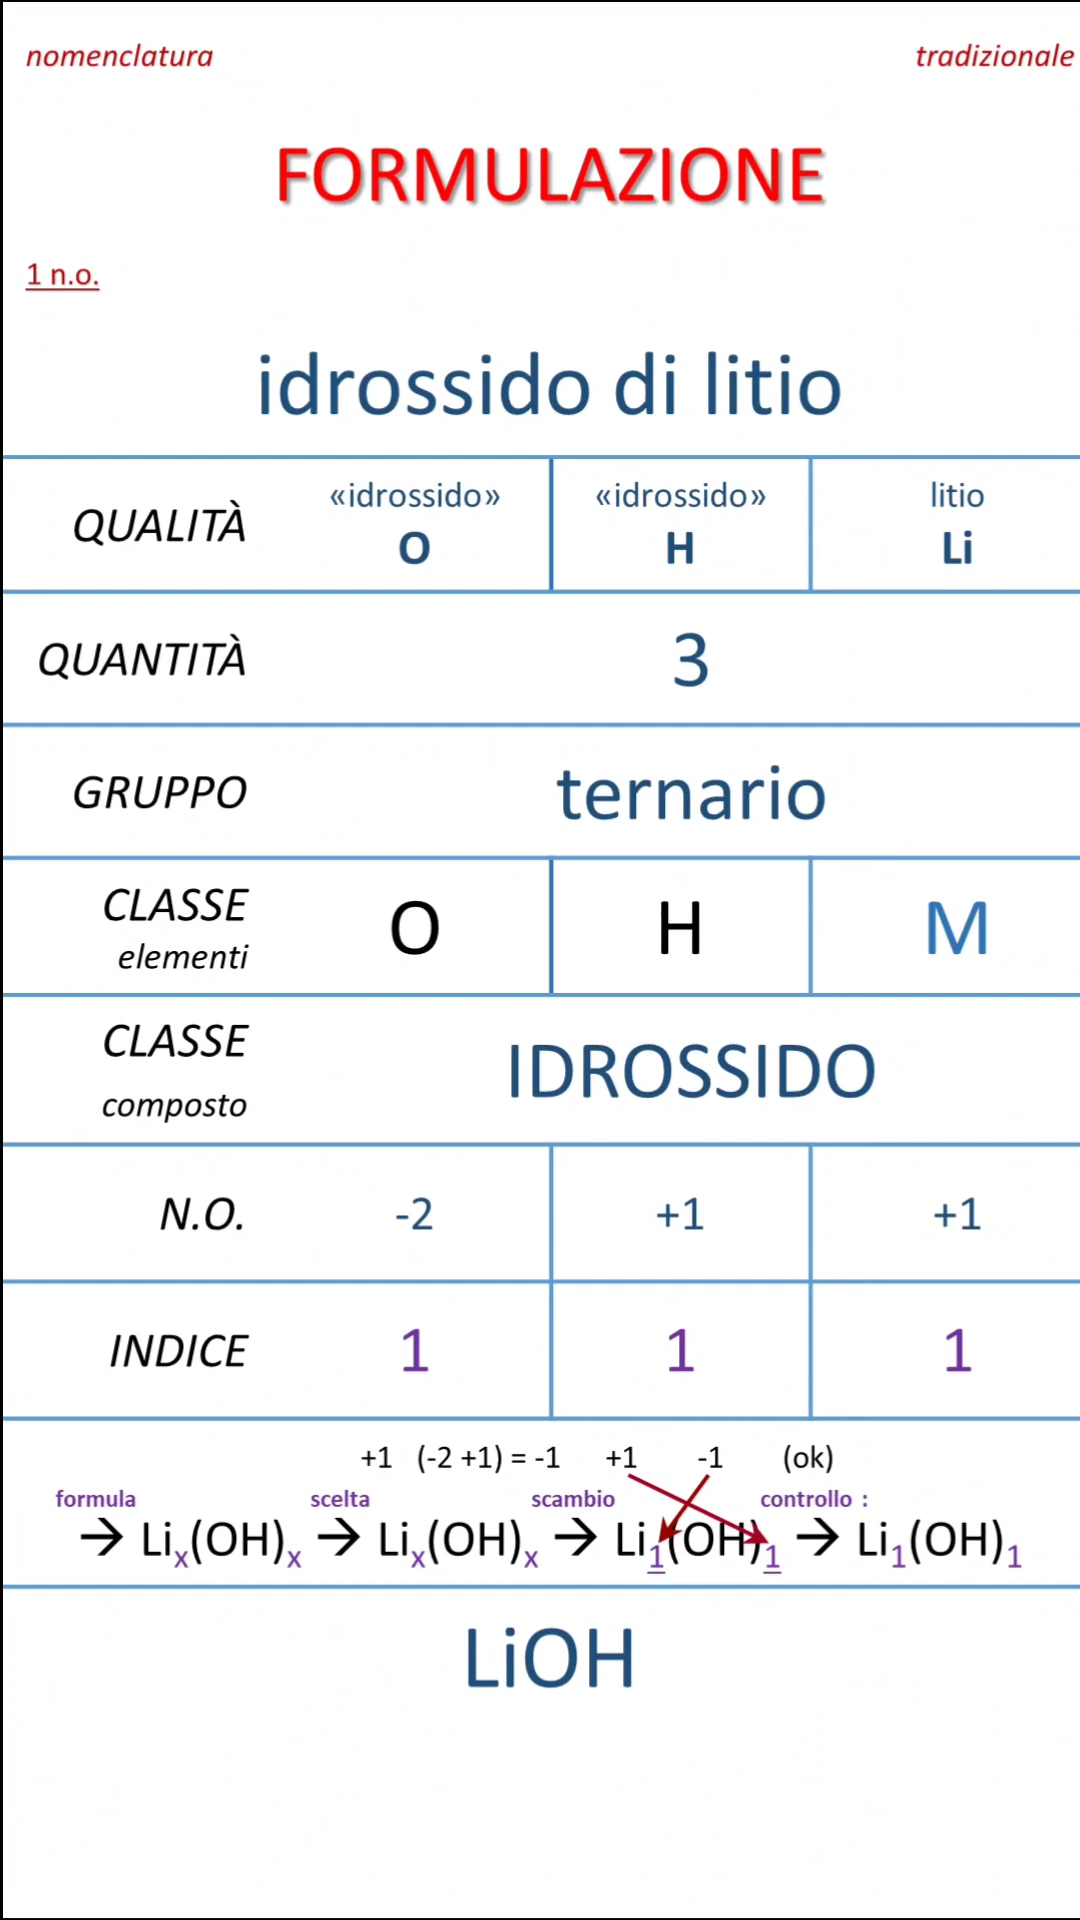 nomenclatura tradizionale
FORMULAZIONE
1 n.o.
idrossido di litio
QUALITÀ «idrossido» «idrossido» litio
O H Li
QUANTITÀ 3
GRUPPO ternario
CLASSE elementi O H M
CLASSE composto IDROSSIDO
N.O. -2 +1 +1
INDICE 1 1 1
+1 (-2 +1) = -1 +1 -1 (ok)
formula scelta scambio controllo :
→ Liₓ(OH)ₓ → Liₓ(OH)ₓ → Li₁(OH)₁ → Li₁(OH)₁
LiOH